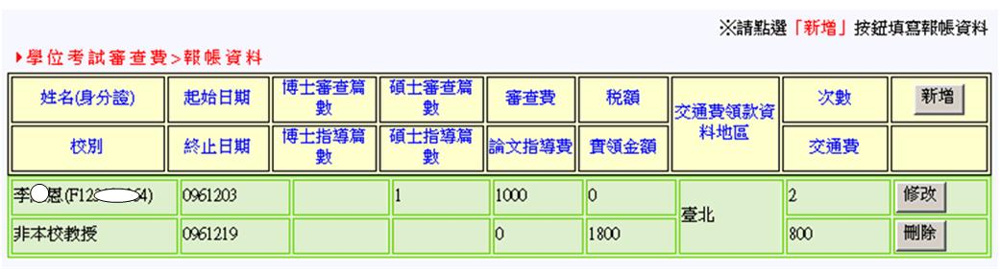 ※請點選「新增」按鈕填寫報帳資料
學位考試審查費>報帳資料
姓名(身分證) 起始日期 博士審查篇數 碩士審查篇數 審查費 稅額 交通費領款資料地區 次數 新增
校別 終止日期 博士指導篇數 碩士指導篇數 論文指導費 實領金額 交通費
李 恩(F12 54) 0961203 1 1000 0 臺北 2 修改
非本校教授 0961219 0 1800 800 刪除